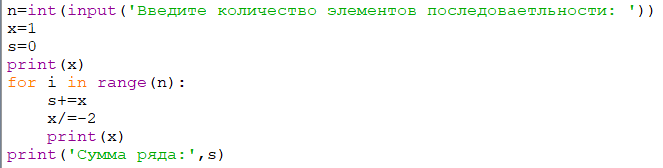 n=int(input('Введите количество элементов последоваетльности: '))
x=1
s=0
print(x)
for i in range(n):
    s+=x
    x/=-2
    print(x)
print('Сумма ряда:',s)